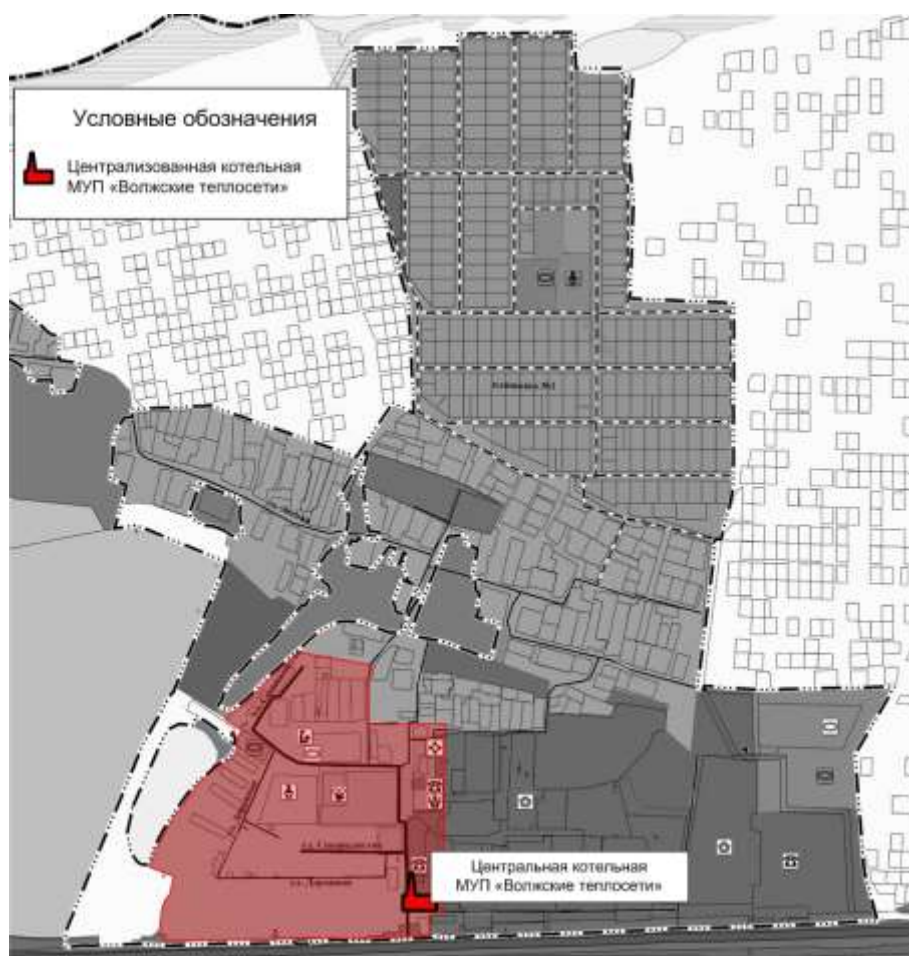 Условные обозначения
Централизованная котельная
МУП «Волжские теплосети»
Центральная котельная
МУП «Волжские теплосети»